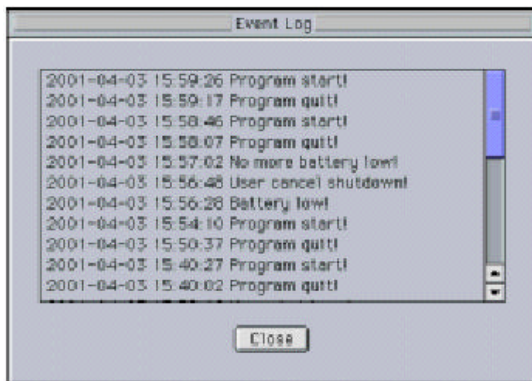 Event Log
2001-04-03 15:59:26 Program start!
2001-04-03 15:59:17 Program quit!
2001-04-03 15:58:46 Program start!
2001-04-03 15:58:07 Program quit!
2001-04-03 15:57:02 No more battery low!
2001-04-03 15:56:48 User cancel shutdown!
2001-04-03 15:56:28 Battery low!
2001-04-03 15:54:10 Program start!
2001-04-03 15:50:37 Program quit!
2001-04-03 15:40:27 Program start!
2001-04-03 15:40:02 Program quit!
Close